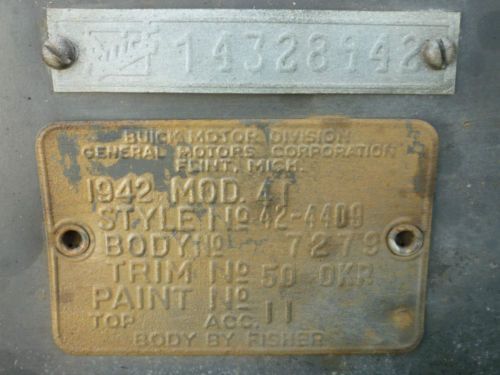 14328142
BUICK MOTOR DIVISION
GENERAL MOTORS CORPORATION
FLINT, MICH.
1942 MOD. 41
STYLE No 42-4409
BODY No 7279
TRIM No 50 OKR
PAINT No
TOP ACC. 11
BODY BY FISHER